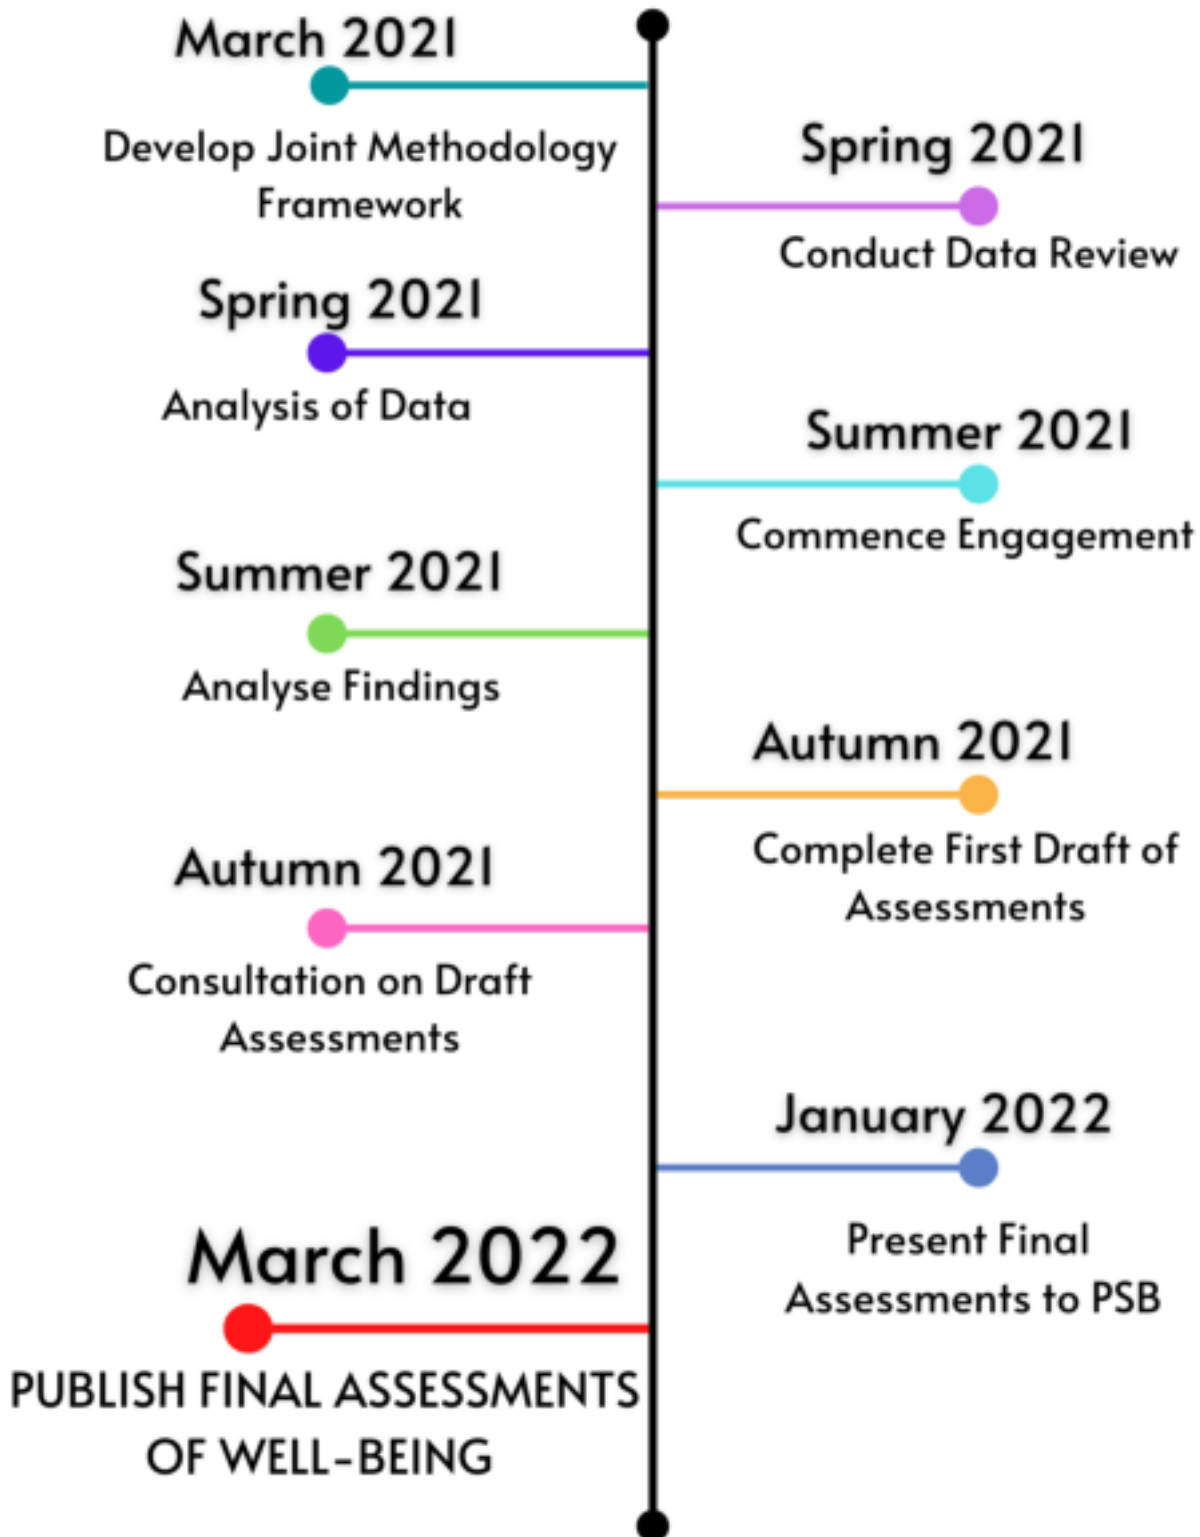 March 2021
Develop Joint Methodology
Framework
Spring 2021
Conduct Data Review
Spring 2021
Analysis of Data
Summer 2021
Commence Engagement
Summer 2021
Analyse Findings
Autumn 2021
Complete First Draft of
Assessments
Autumn 2021
Consultation on Draft
Assessments
January 2022
Present Final
Assessments to PSB
March 2022
PUBLISH FINAL ASSESSMENTS
OF WELL-BEING